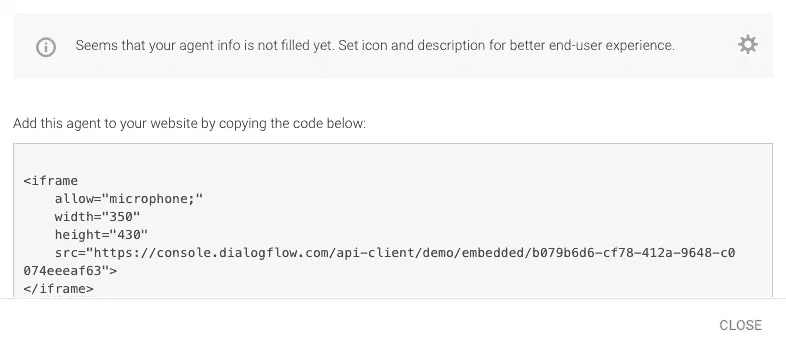 Seems that your agent info is not filled yet. Set icon and description for better end-user experience.
Add this agent to your website by copying the code below:
<iframe
    allow="microphone;"
    width="350"
    height="430"
    src="https://console.dialogflow.com/api-client/demo/embedded/b079b6d6-cf78-412a-9648-c0
074eeeaf63">
</iframe>
CLOSE